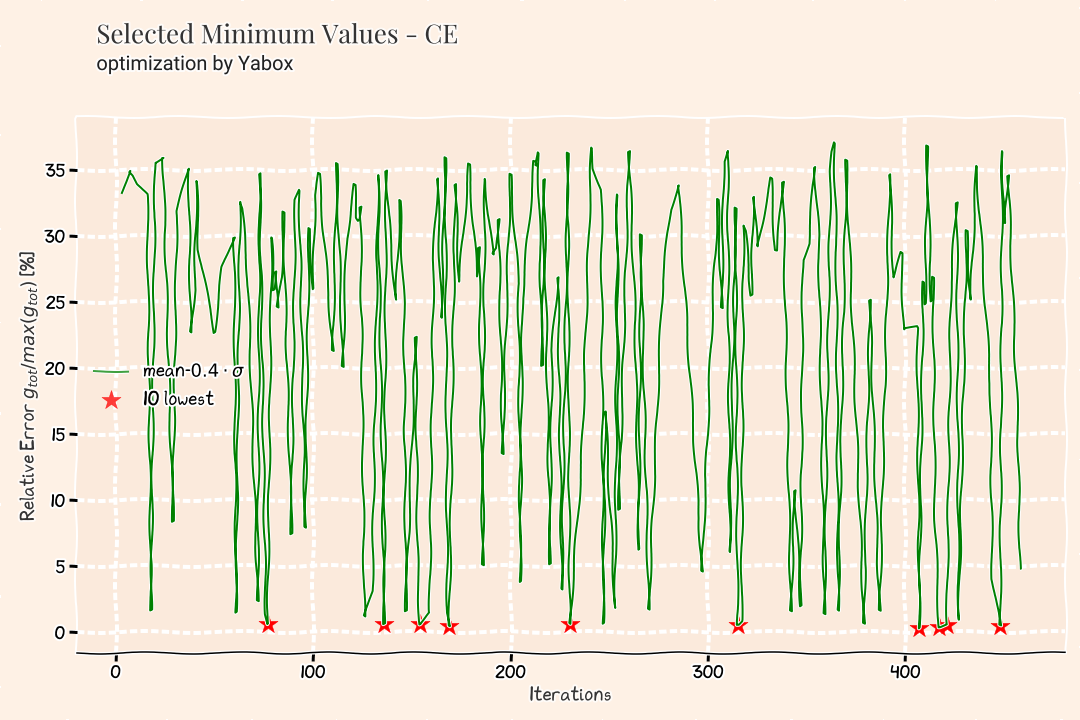 Selected Minimum Values - CE
optimization by Yabox
Relative Error g_tot/max(g_tot) [%]
35
30
25
20
15
10
5
0
mean-0.4 · σ
10 lowest
0 100 200 300 400
Iterations